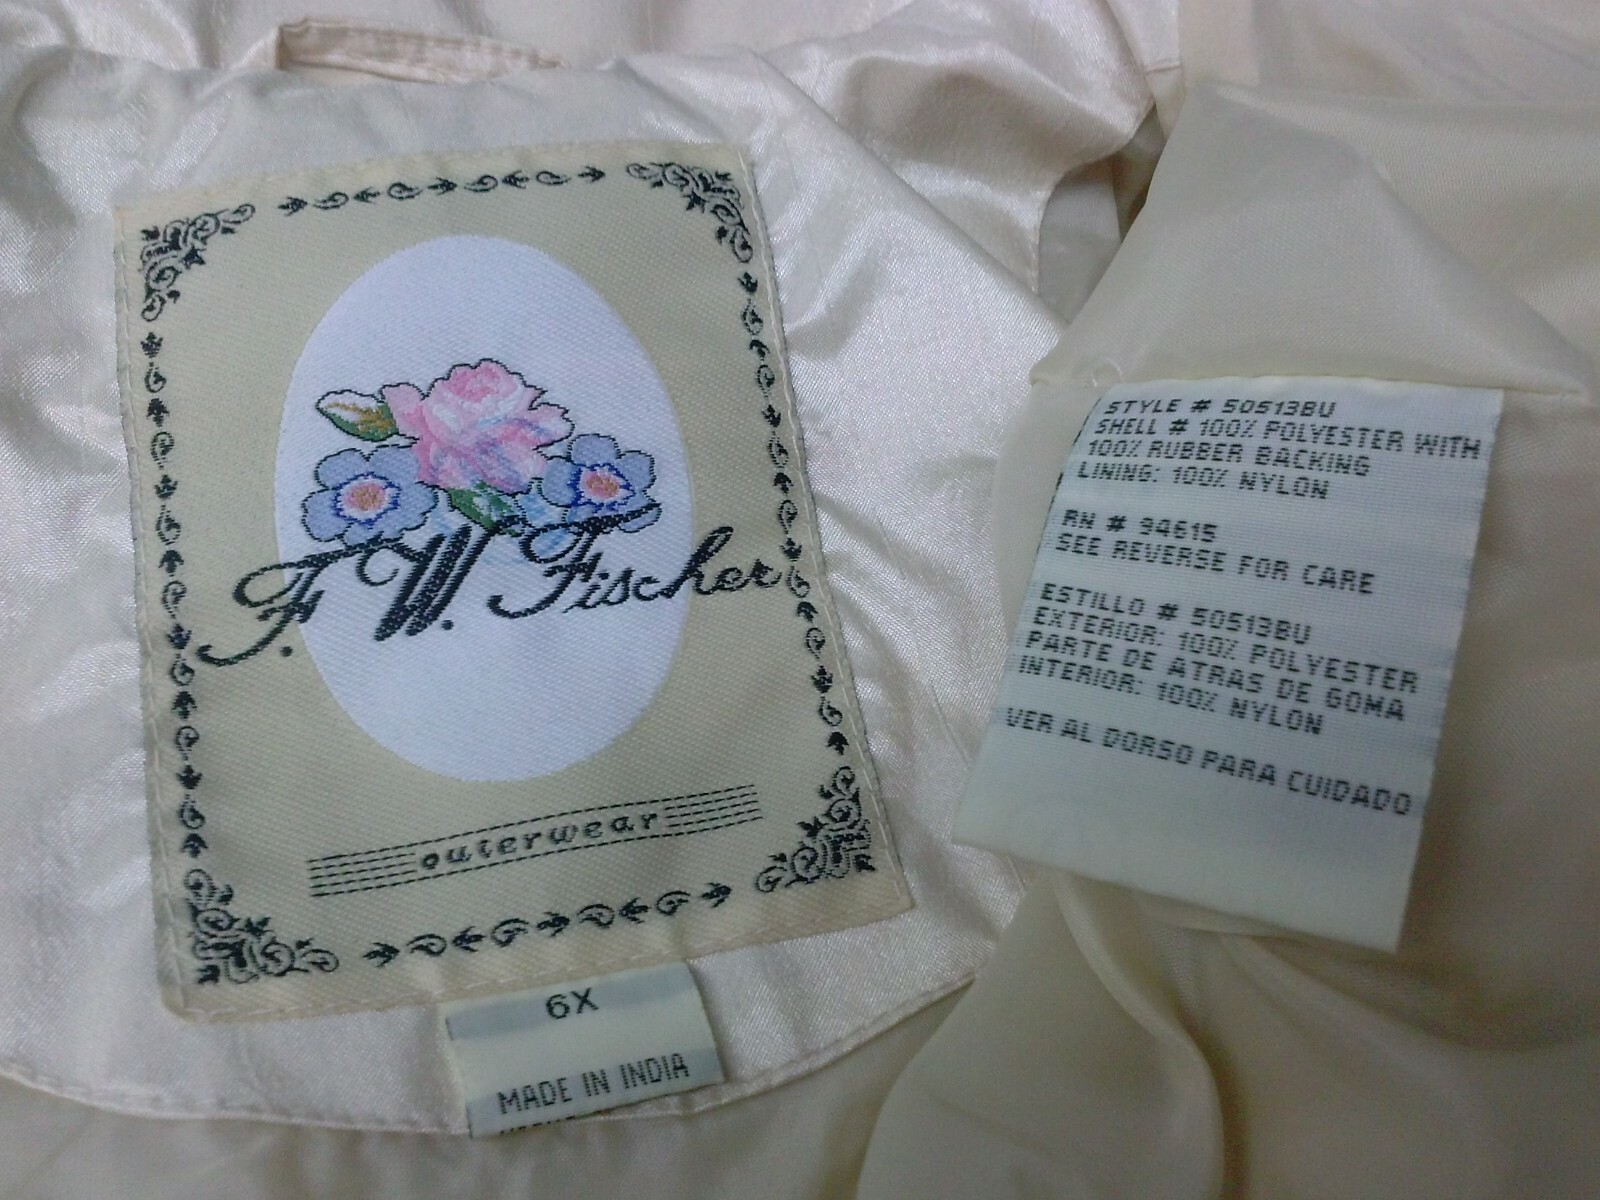 F. W. Fischer
outerwear
6X
MADE IN INDIA
STYLE # 50513BU
SHELL # 100% POLYESTER WITH
100% RUBBER BACKING
LINING: 100% NYLON
RN # 94615
SEE REVERSE FOR CARE
ESTILLO # 50513BU
EXTERIOR: 100% POLYESTER
PARTE DE ATRAS DE GOMA
INTERIOR: 100% NYLON
VER AL DORSO PARA CUIDADO